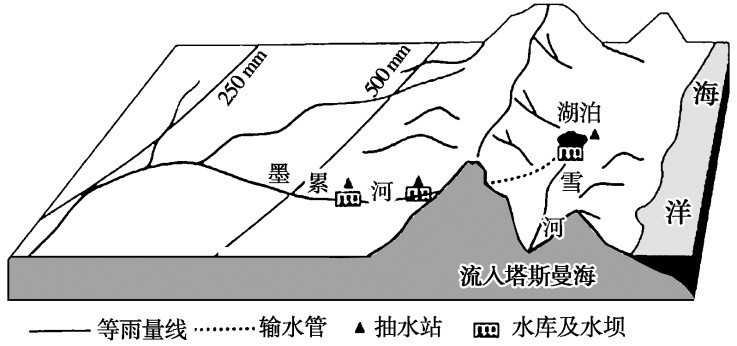 250 mm
500 mm
海
洋
湖泊
墨累河
雪
河
流入塔斯曼海
等雨量线 输水管 抽水站 水库及水坝